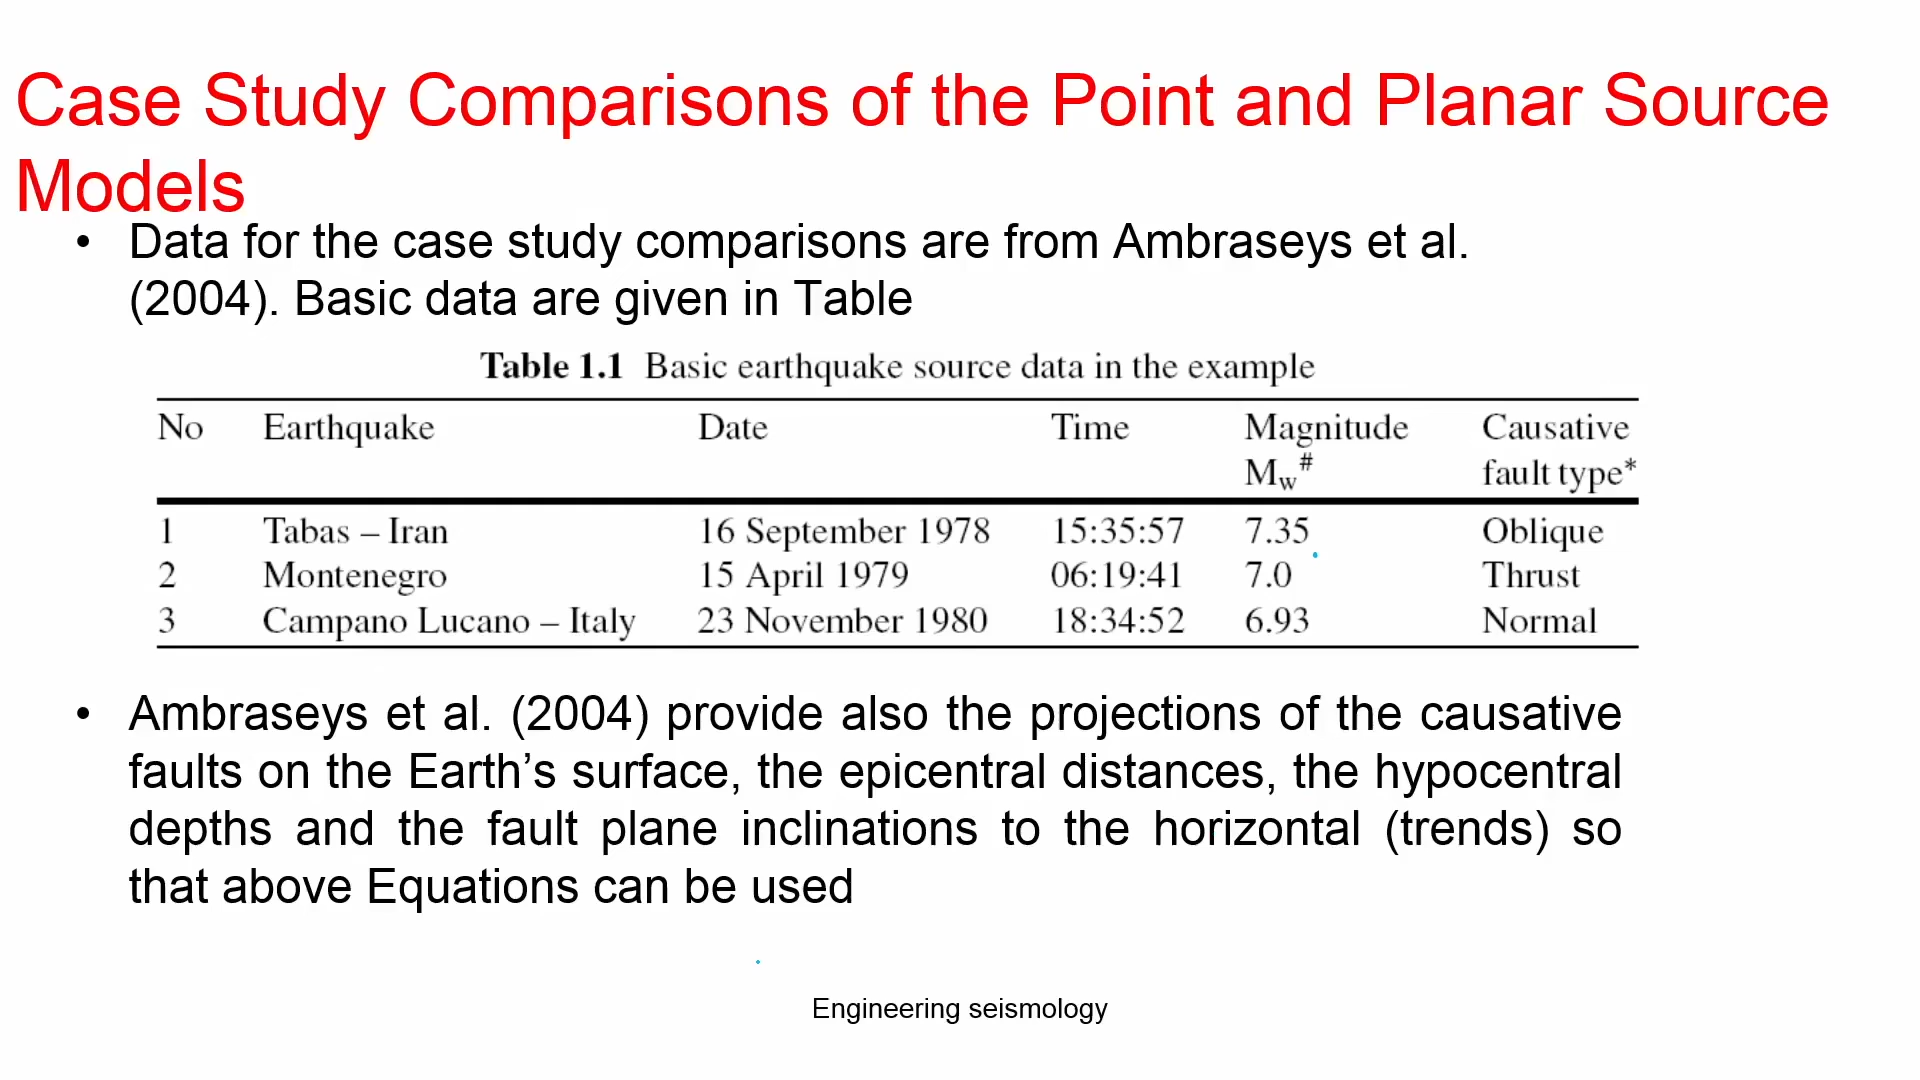 Case Study Comparisons of the Point and Planar Source
Models
• Data for the case study comparisons are from Ambraseys et al.
(2004). Basic data are given in Table
Table 1.1 Basic earthquake source data in the example
No Earthquake Date Time Magnitude Causative
Mw# fault type*
1 Tabas – Iran 16 September 1978 15:35:57 7.35 Oblique
2 Montenegro 15 April 1979 06:19:41 7.0 Thrust
3 Campano Lucano – Italy 23 November 1980 18:34:52 6.93 Normal
• Ambraseys et al. (2004) provide also the projections of the causative
faults on the Earth’s surface, the epicentral distances, the hypocentral
depths and the fault plane inclinations to the horizontal (trends) so
that above Equations can be used
Engineering seismology